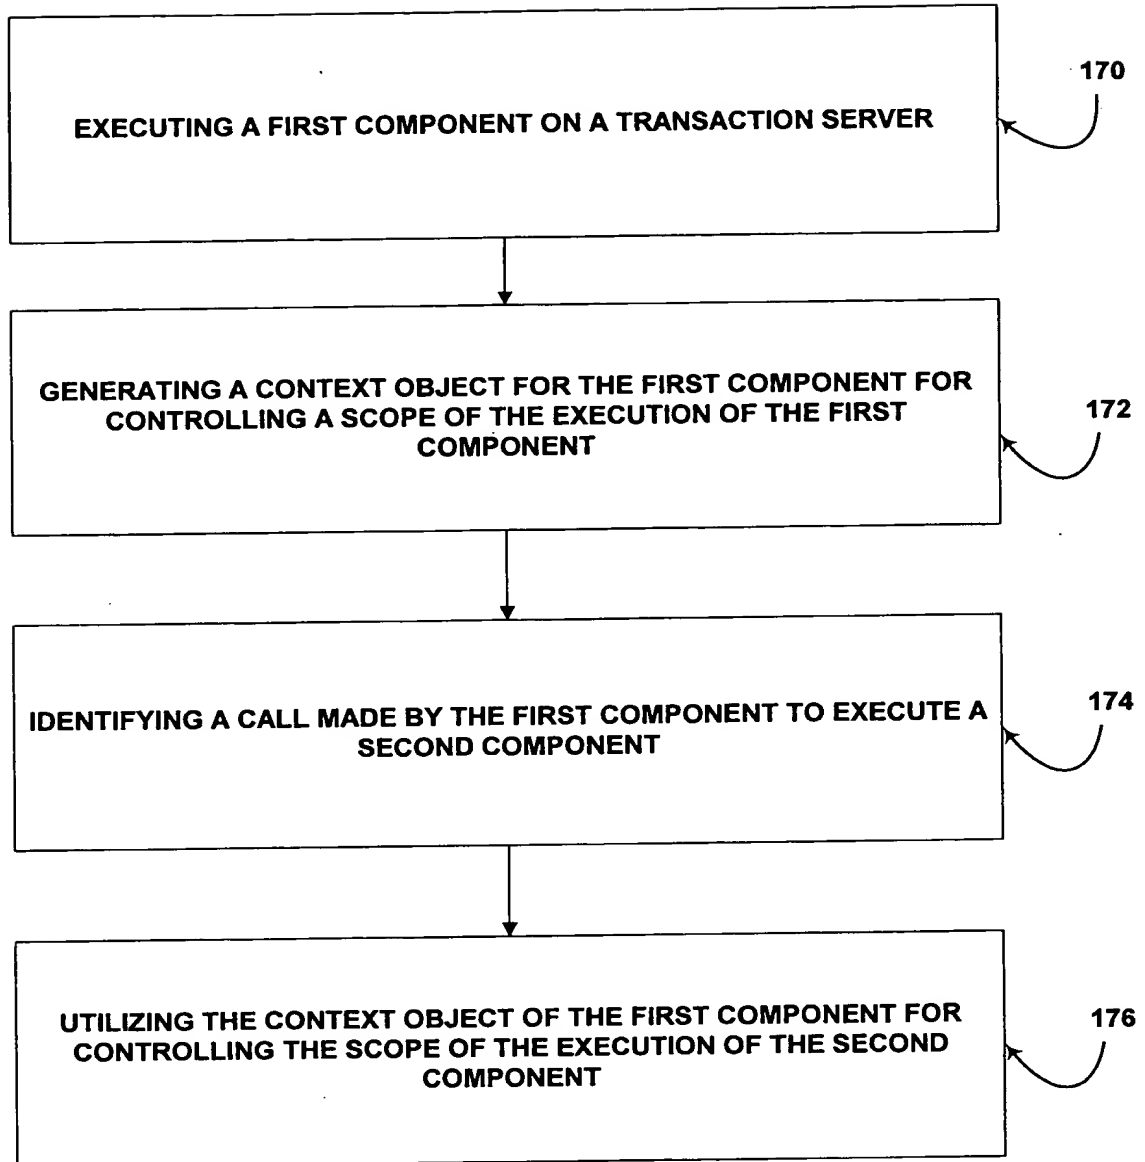 EXECUTING A FIRST COMPONENT ON A TRANSACTION SERVER
170
GENERATING A CONTEXT OBJECT FOR THE FIRST COMPONENT FOR
CONTROLLING A SCOPE OF THE EXECUTION OF THE FIRST
COMPONENT
172
IDENTIFYING A CALL MADE BY THE FIRST COMPONENT TO EXECUTE A
SECOND COMPONENT
174
UTILIZING THE CONTEXT OBJECT OF THE FIRST COMPONENT FOR
CONTROLLING THE SCOPE OF THE EXECUTION OF THE SECOND
COMPONENT
176